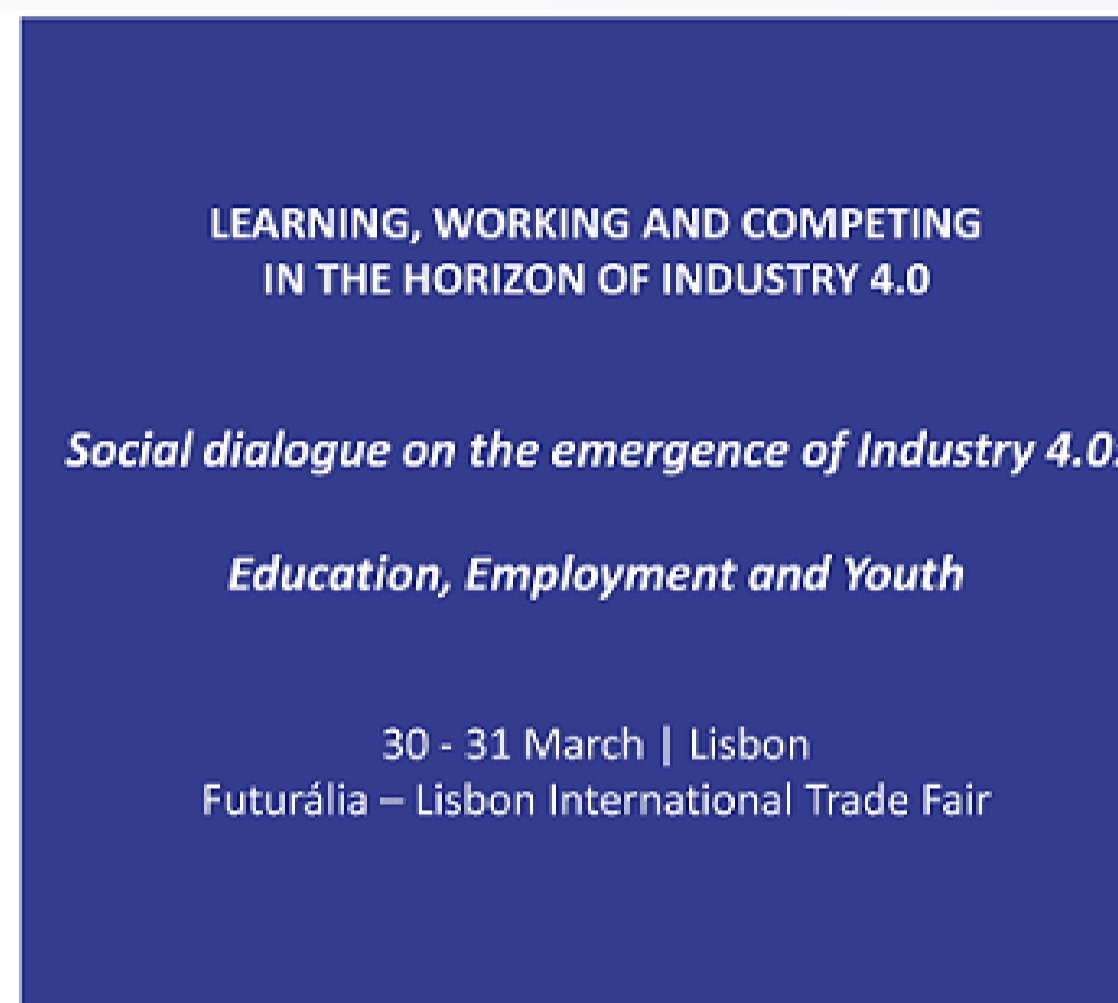 LEARNING, WORKING AND COMPETING
IN THE HORIZON OF INDUSTRY 4.0
Social dialogue on the emergence of Industry 4.0:
Education, Employment and Youth
30 - 31 March | Lisbon
Futurália – Lisbon International Trade Fair